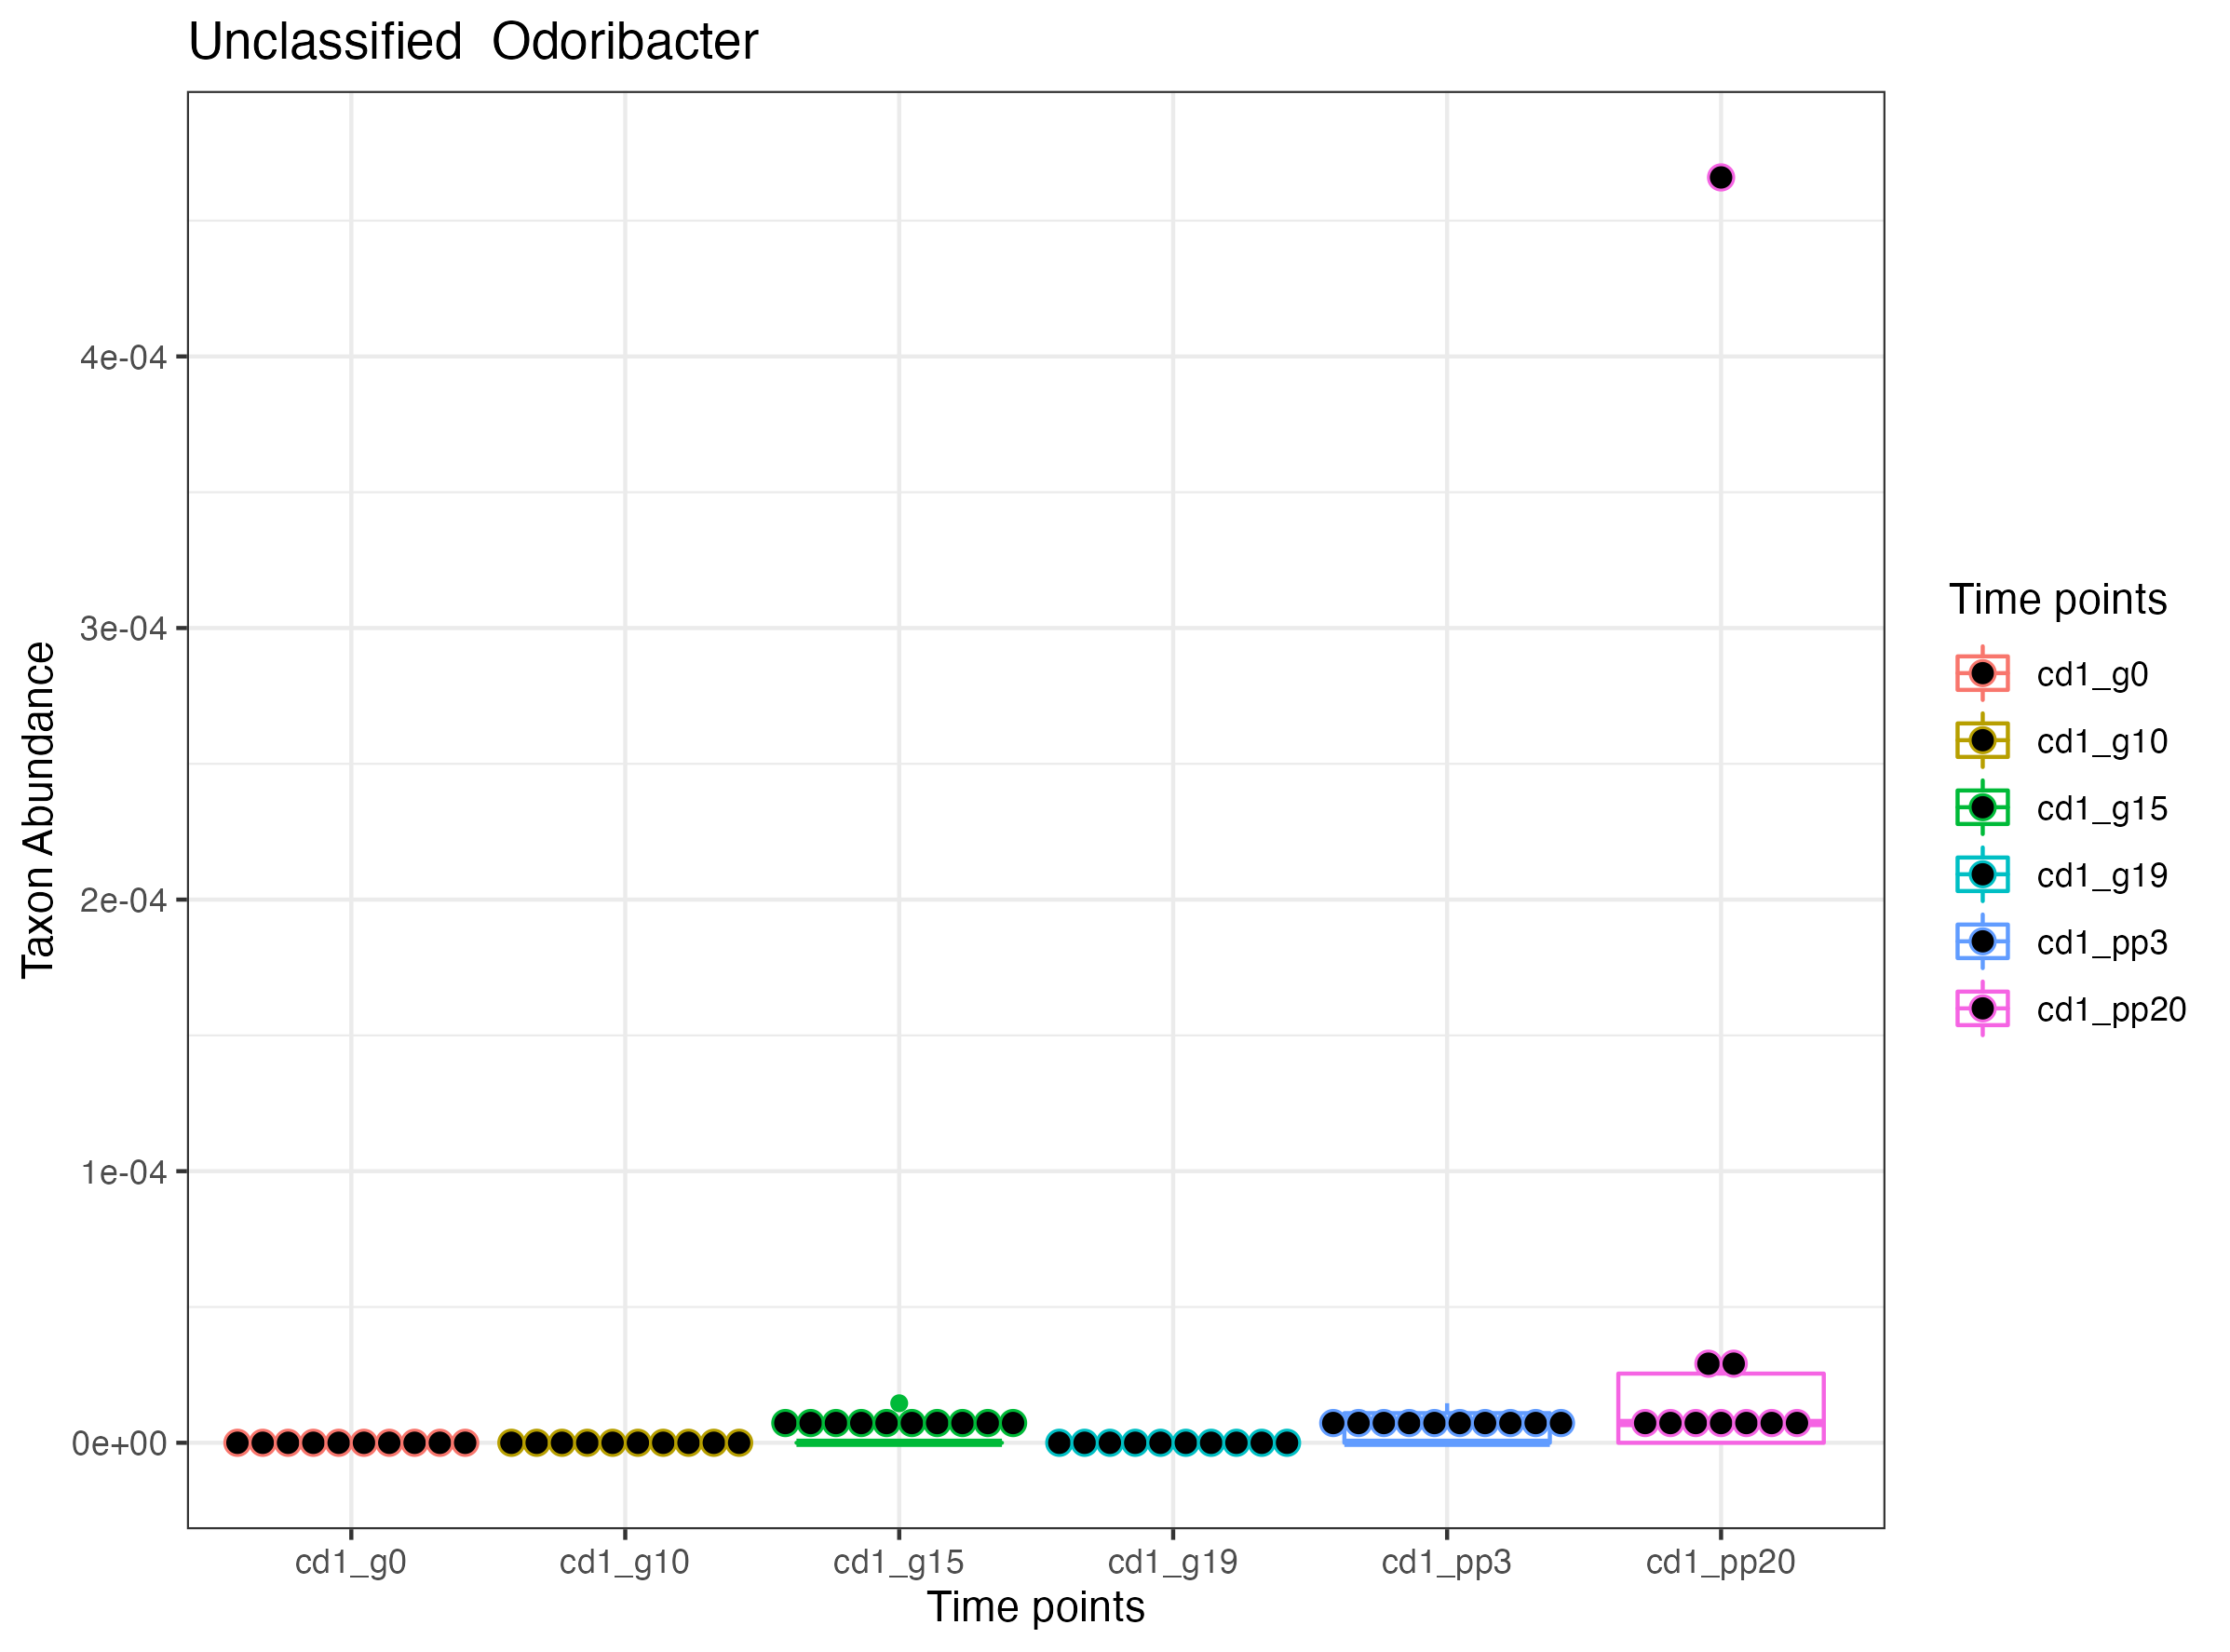 Unclassified  Odoribacter
Taxon Abundance
4e-04
3e-04
2e-04
1e-04
0e+00
cd1_g0
cd1_g10
cd1_g15
cd1_g19
cd1_pp3
cd1_pp20
Time points
Time points
cd1_g0
cd1_g10
cd1_g15
cd1_g19
cd1_pp3
cd1_pp20